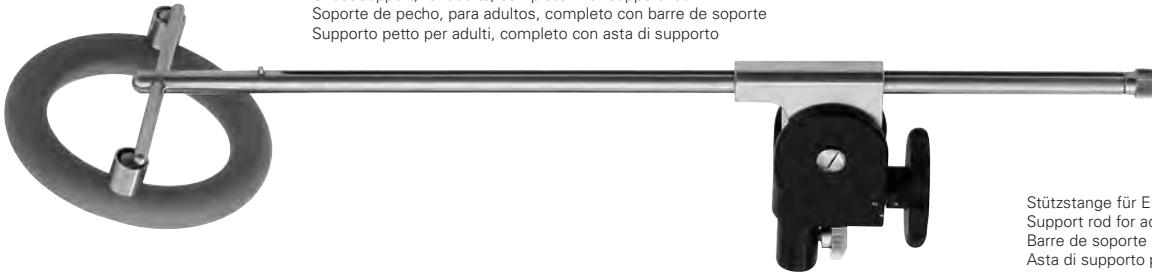 Soporte de pecho, para adultos, completo con barre de soporte
Supporto petto per adulti, completo con asta di supporto
Stützstange für E
Support rod for ad
Barre de soporte
Asta di supporto p